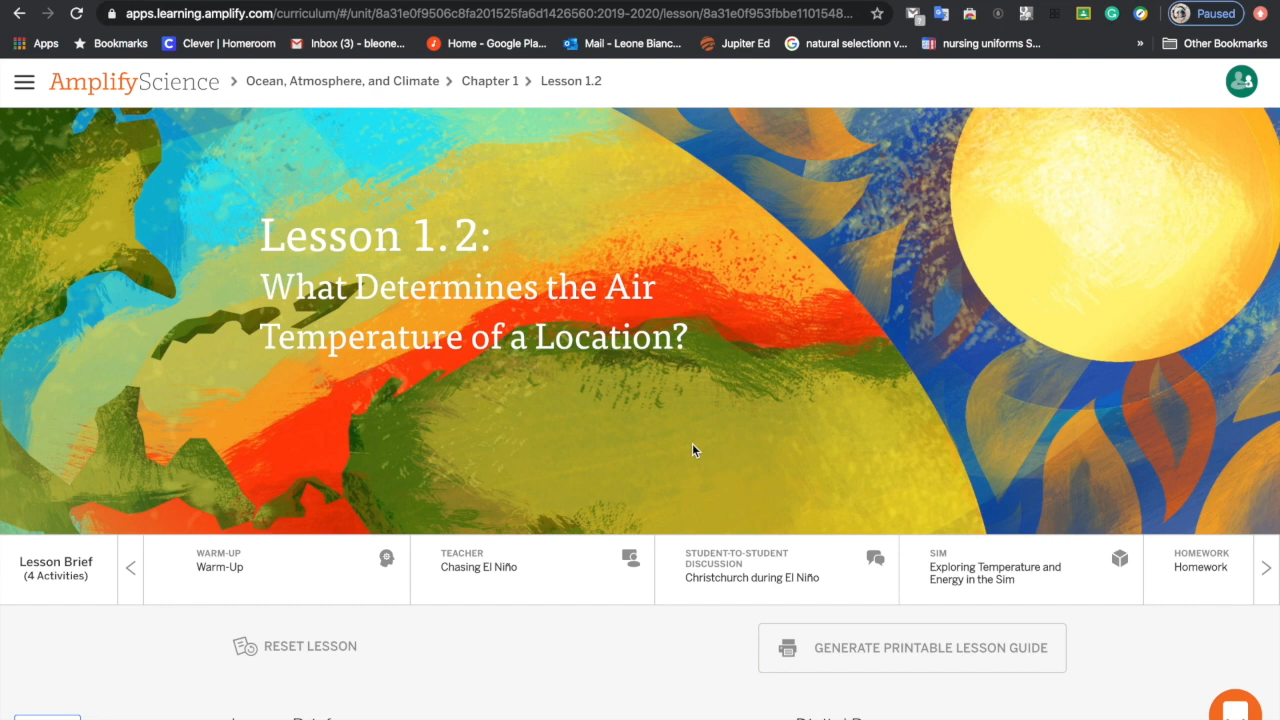 apps.learning.amplify.com/curriculum/#/unit/8a31e0f9506c8fa201525fa6d1426560:2019-2020/lesson/8a31e0f953fbbe1101548...
Paused
Apps Bookmarks Clever | Homeroom Inbox (3) - bleone... Home - Google Pla... Mail - Leone Bianc... Jupiter Ed natural selectionn v... nursing uniforms S... » Other Bookmarks
AmplifyScience > Ocean, Atmosphere, and Climate > Chapter 1 > Lesson 1.2
Lesson 1.2:
What Determines the Air
Temperature of a Location?
Lesson Brief
(4 Activities)
WARM-UP
Warm-Up
TEACHER
Chasing El Niño
STUDENT-TO-STUDENT
DISCUSSION
Christchurch during El Niño
SIM
Exploring Temperature and
Energy in the Sim
HOMEWORK
Homework
RESET LESSON
GENERATE PRINTABLE LESSON GUIDE